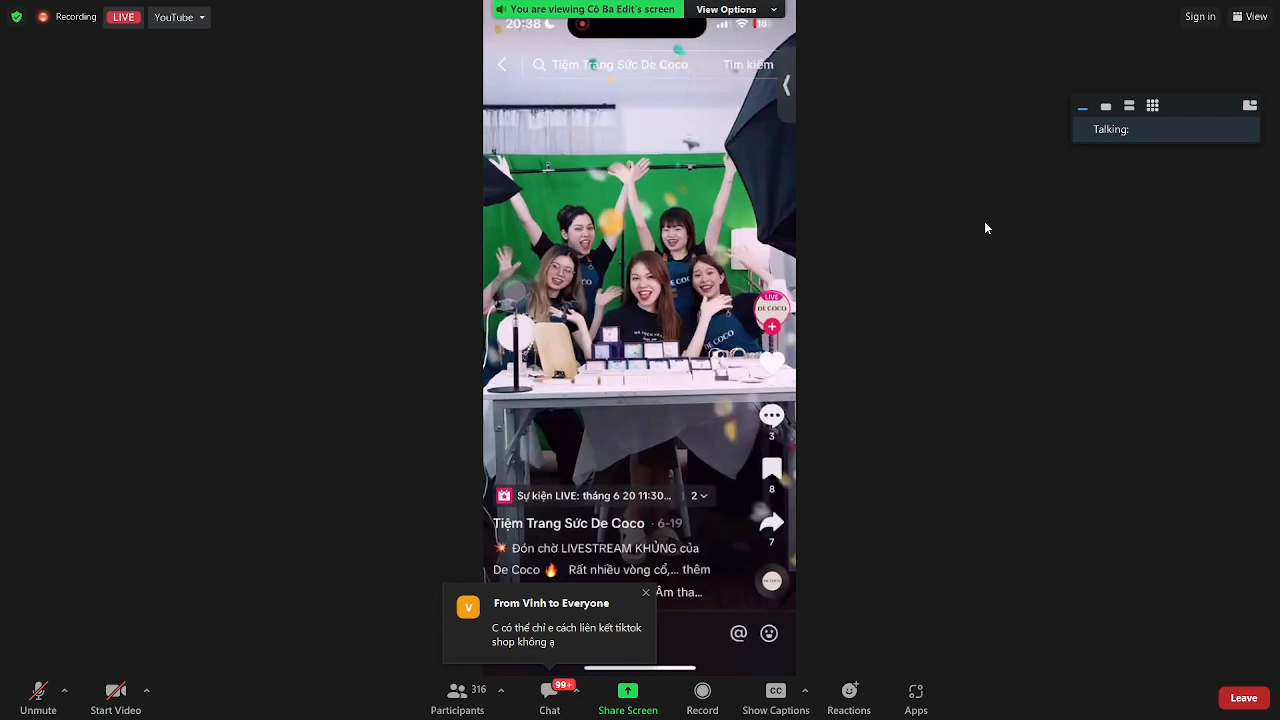 Recording
LIVE
YouTube
You are viewing Cô Ba Edit's screen
View Options
Sign in
View
20:38
18
Tiệm Trang Sức De Coco
Tìm kiếm
Talking:
LIVE
DE COCO
DE COCO
3
8
7
Sự kiện LIVE: tháng 6 20 11:30...
2
Tiệm Trang Sức De Coco · 6-19
💥 Đón chờ LIVESTREAM KHỦNG của
De Coco 🔥 Rất nhiều vòng cổ,... thêm
Âm tha...
V
From Vinh to Everyone
C có thể chỉ e cách liên kết tiktok
shop không ạ
99+
316
CC
Unmute
Start Video
Participants
Chat
Share Screen
Record
Show Captions
Reactions
Apps
Leave